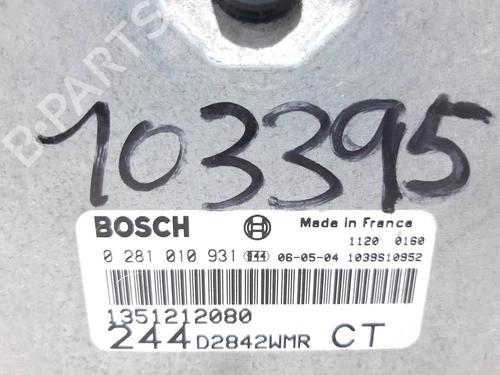 B-PARTS
103395
BOSCH Made in France
1120 0160
0 281 010 931 844 06-05-04 1039S10952
1351212080
244 D2842WMR CT